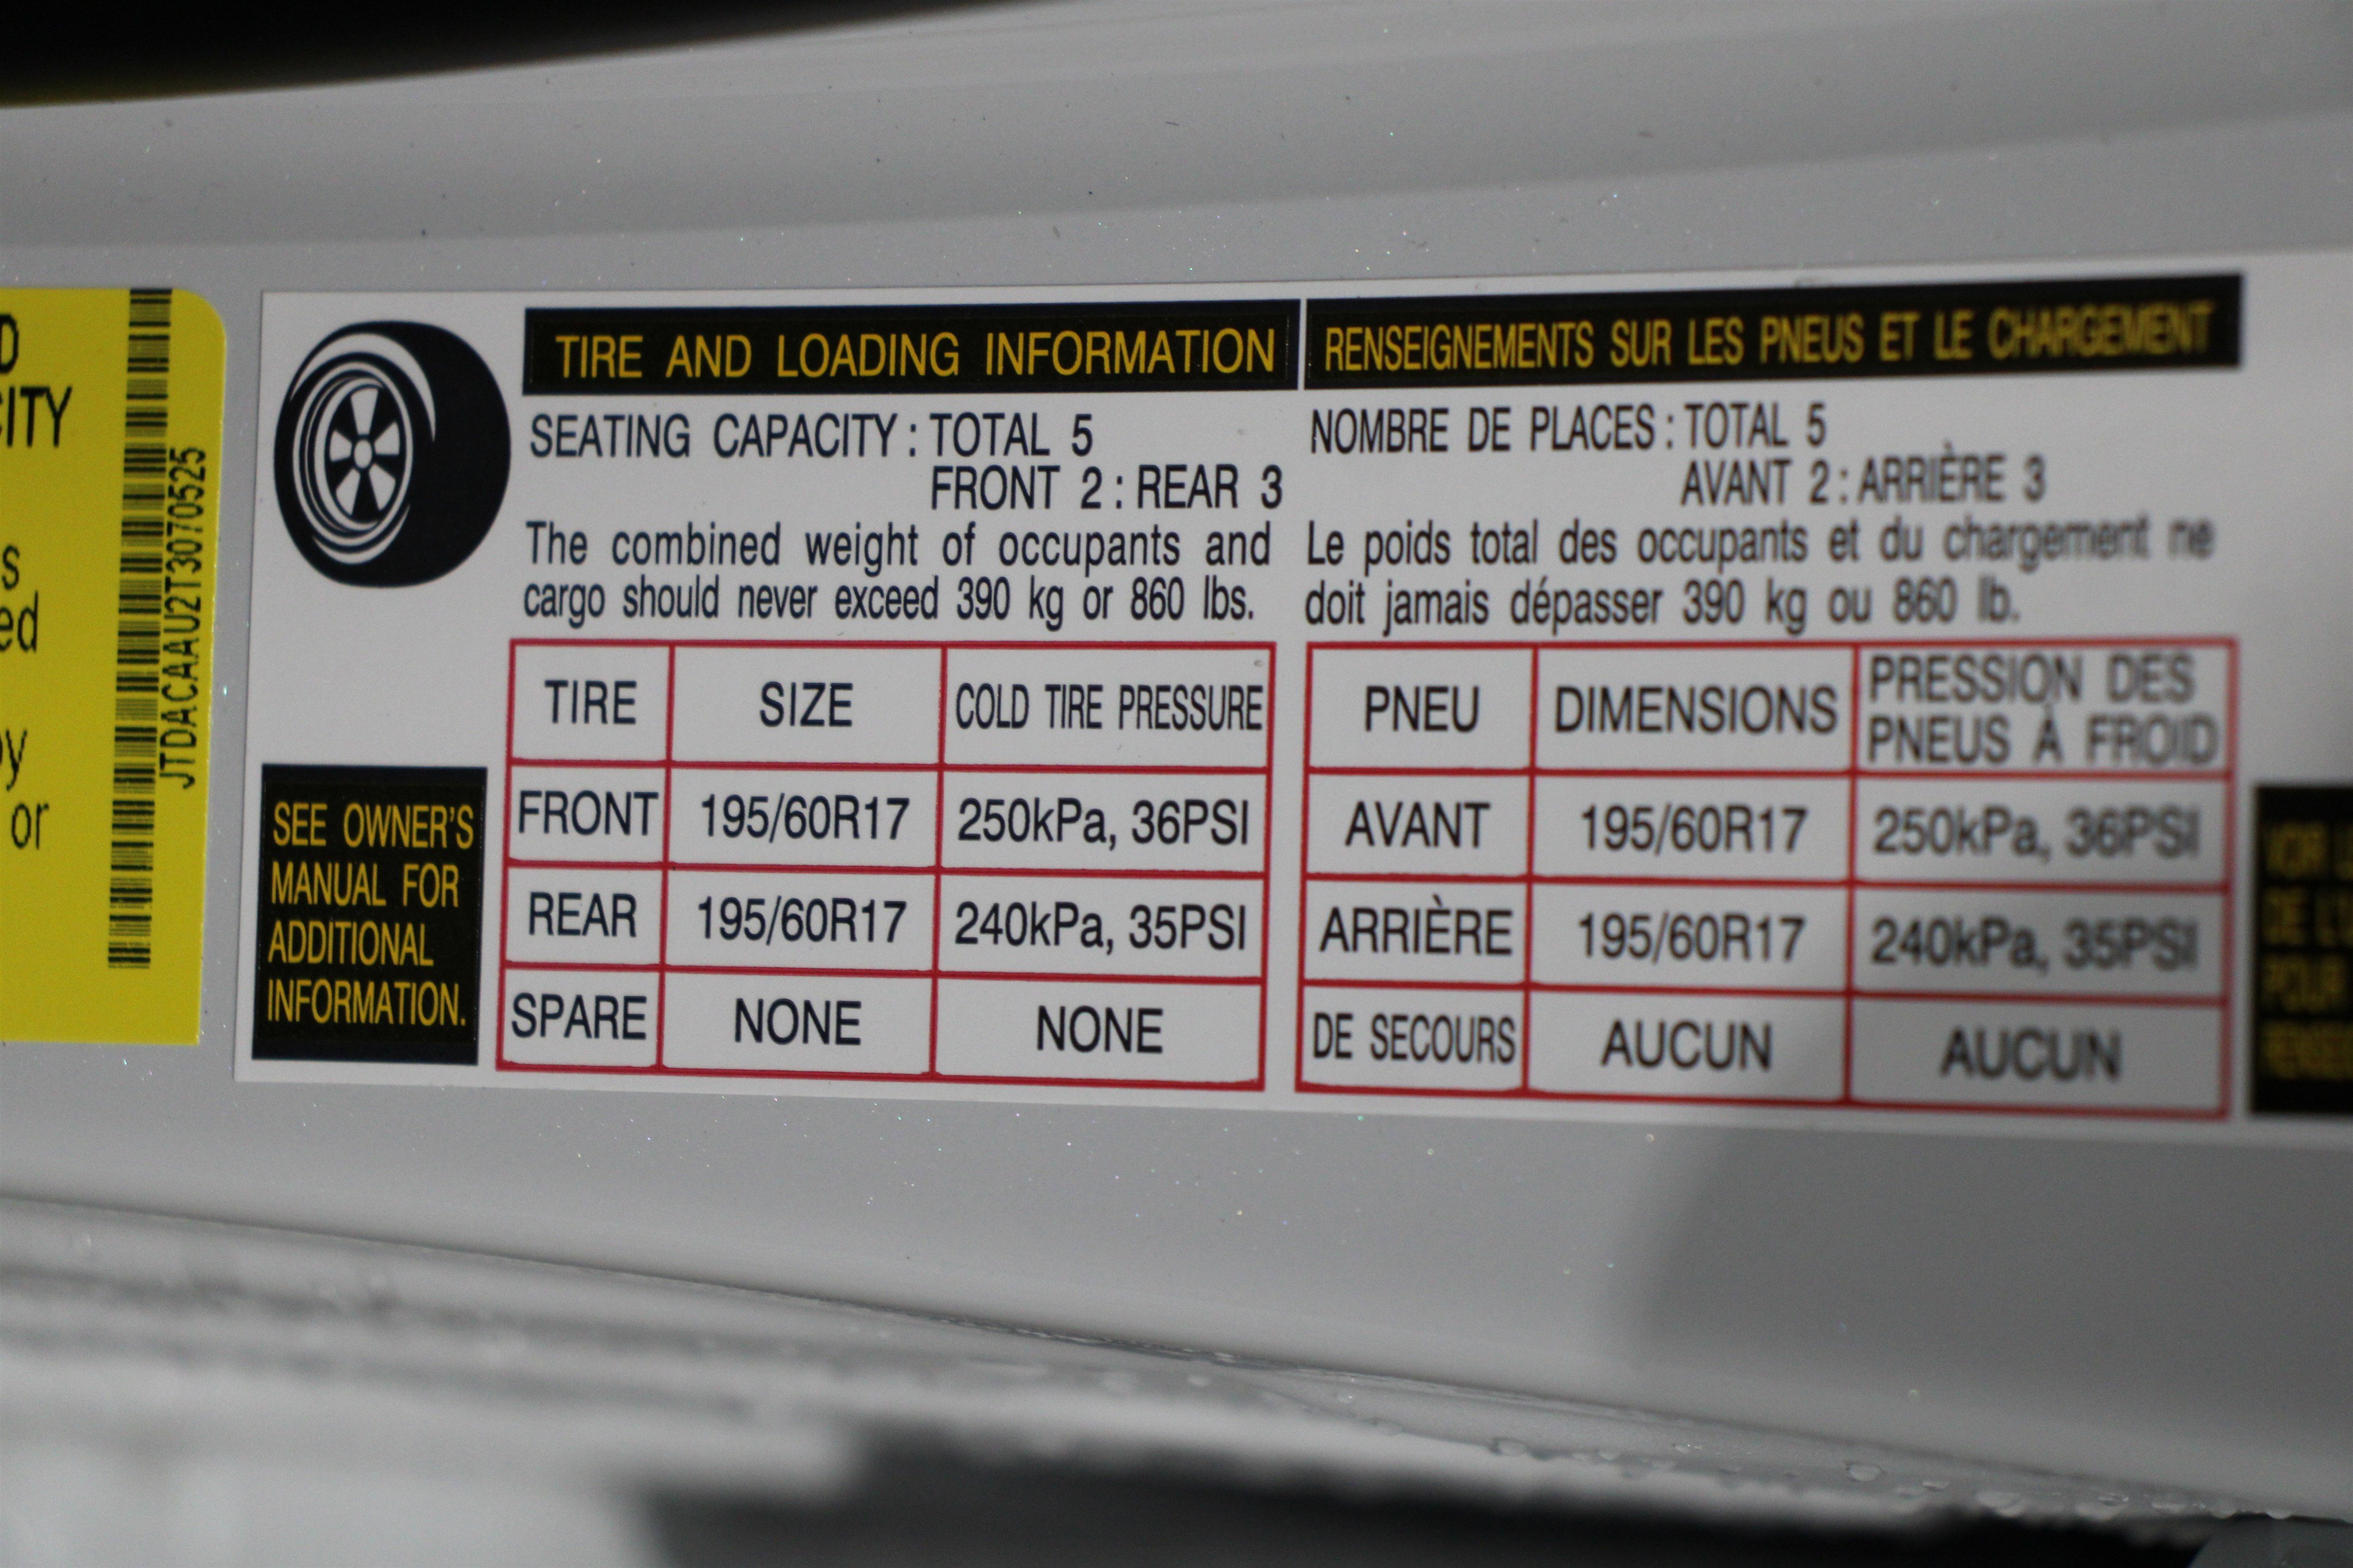 D
CITY
s
ed
by
or
JTDACAAU2T3070525
TIRE AND LOADING INFORMATION
SEATING CAPACITY : TOTAL 5
FRONT 2 : REAR 3
The combined weight of occupants and
cargo should never exceed 390 kg or 860 lbs.
TIRE SIZE COLD TIRE PRESSURE
FRONT 195/60R17 250kPa, 36PSI
REAR 195/60R17 240kPa, 35PSI
SPARE NONE NONE
SEE OWNER'S
MANUAL FOR
ADDITIONAL
INFORMATION.
RENSEIGNEMENTS SUR LES PNEUS ET LE CHARGEMENT
NOMBRE DE PLACES : TOTAL 5
AVANT 2 : ARRIÈRE 3
Le poids total des occupants et du chargement ne
doit jamais dépasser 390 kg ou 860 lb.
PNEU DIMENSIONS PRESSION DES
PNEUS À FROID
AVANT 195/60R17 250kPa, 36PSI
ARRIÈRE 195/60R17 240kPa, 35PSI
DE SECOURS AUCUN AUCUN
VOIR
DE
POUR